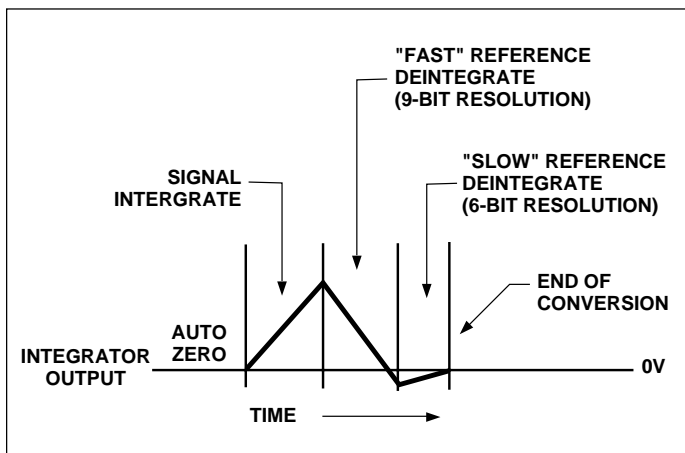 "FAST" REFERENCE
DEINTEGRATE
(9-BIT RESOLUTION)
"SLOW" REFERENCE
DEINTEGRATE
(6-BIT RESOLUTION)
SIGNAL
INTERGRATE
END OF
CONVERSION
AUTO
ZERO
INTEGRATOR
OUTPUT
0V
TIME